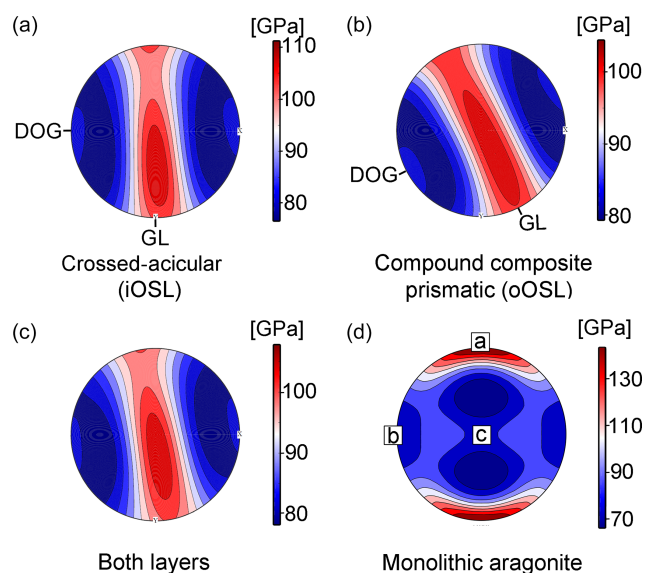 (a)
[GPa]
110
100
90
80
DOG
X
Y
GL
Crossed-acicular
(iOSL)
(b)
[GPa]
100
90
80
DOG
X
Y
GL
Compound composite
prismatic (oOSL)
(c)
[GPa]
100
90
80
X
Y
Both layers
(d)
[GPa]
130
110
90
70
a
b
c
Monolithic aragonite